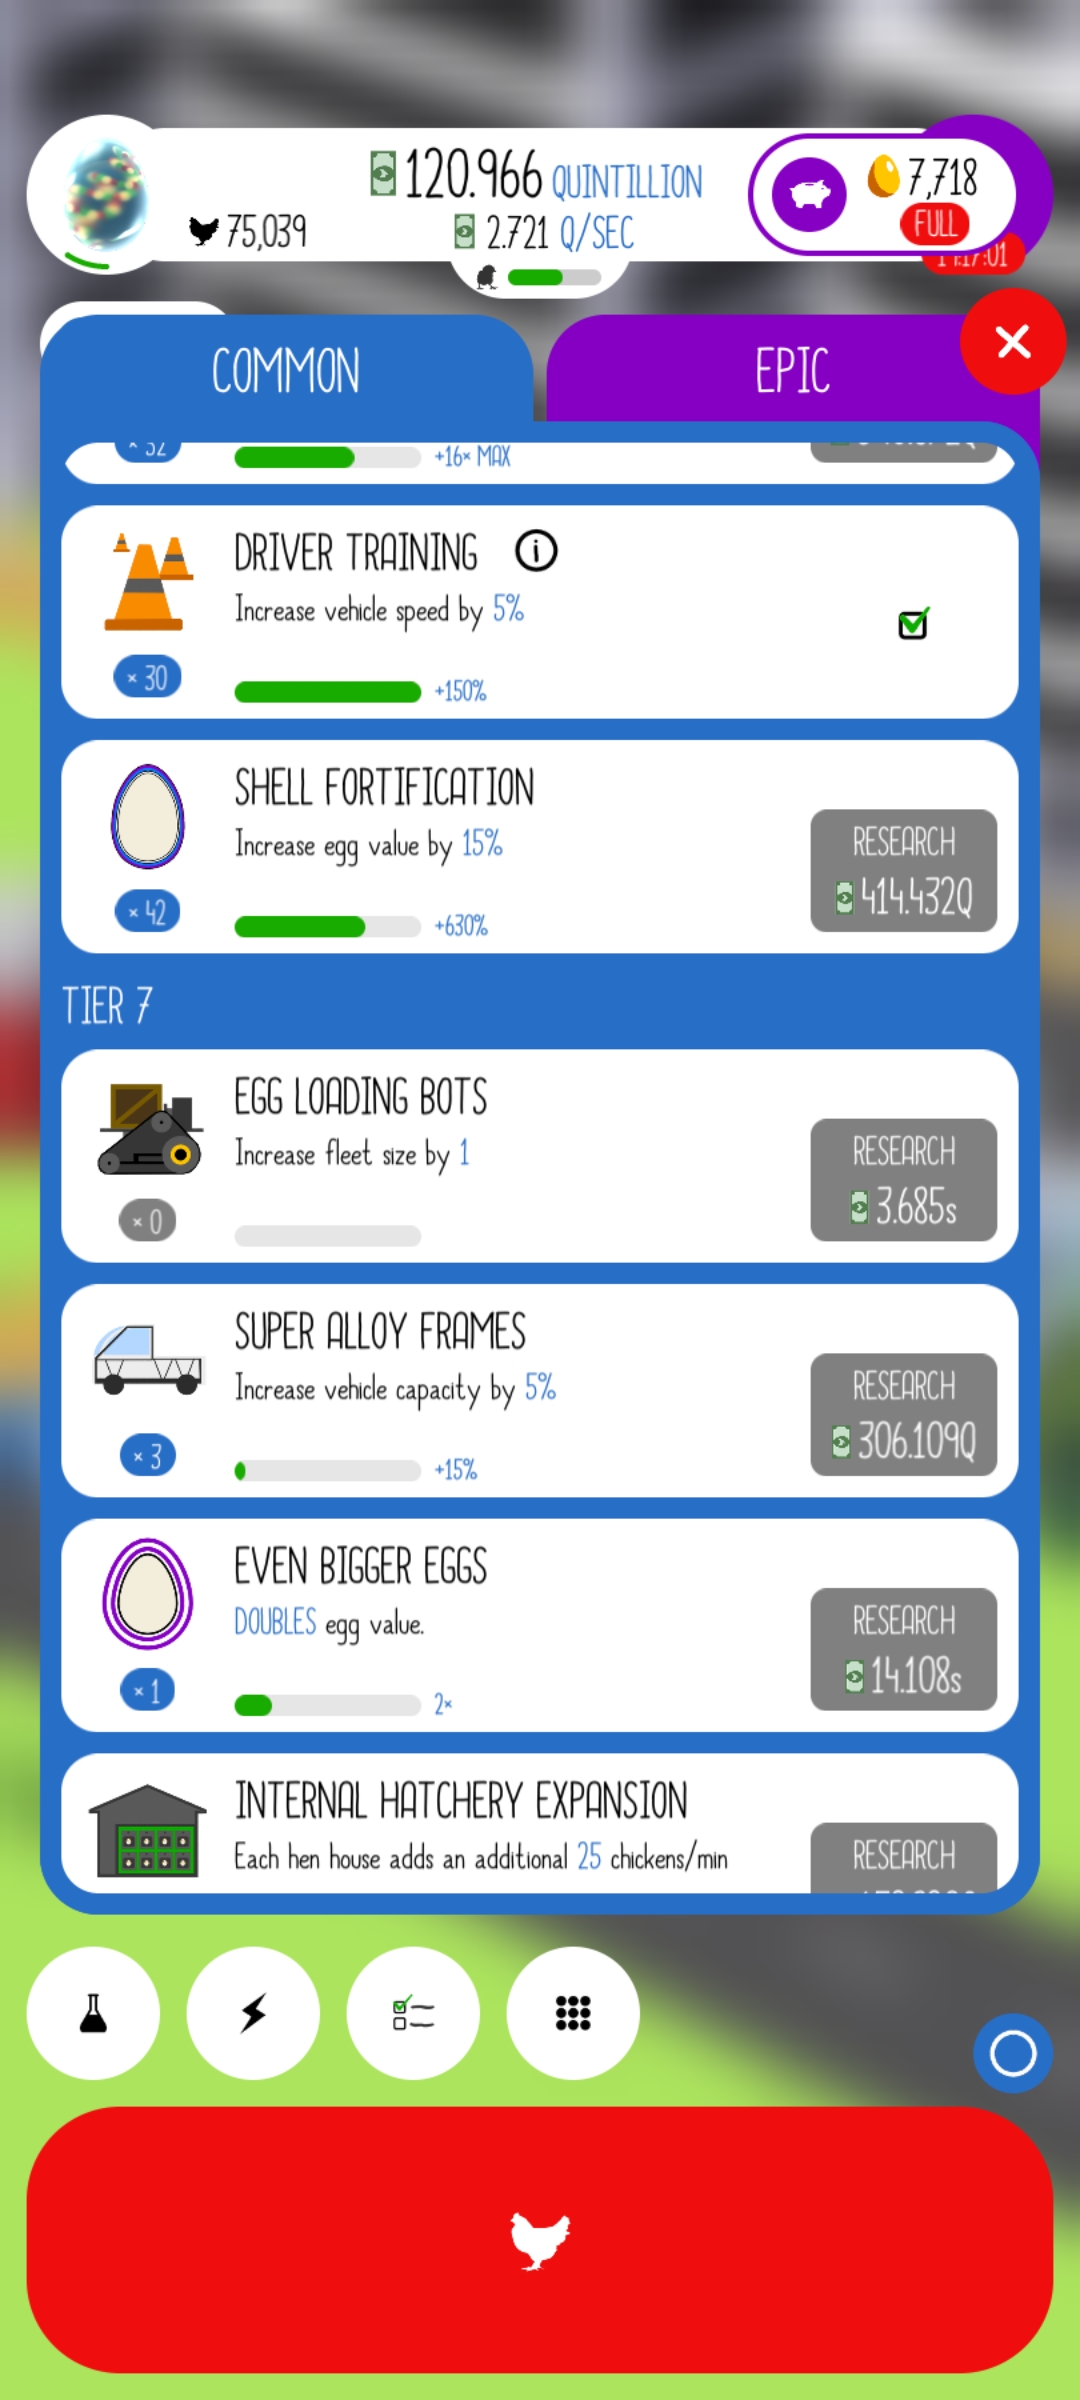 120.966 QUINTILLION
7,718
75,039
2.721 Q/SEC
FULL
COMMON
EPIC
× 32
+16× MAX
DRIVER TRAINING
Increase vehicle speed by 5%
× 30
+150%
SHELL FORTIFICATION
Increase egg value by 15%
RESEARCH
414.432Q
× 42
+630%
TIER 7
EGG LOADING BOTS
Increase fleet size by 1
RESEARCH
3.685s
× 0
SUPER ALLOY FRAMES
Increase vehicle capacity by 5%
RESEARCH
306.109Q
× 3
+15%
EVEN BIGGER EGGS
DOUBLES egg value.
RESEARCH
14.108s
× 1
2×
INTERNAL HATCHERY EXPANSION
Each hen house adds an additional 25 chickens/min
RESEARCH